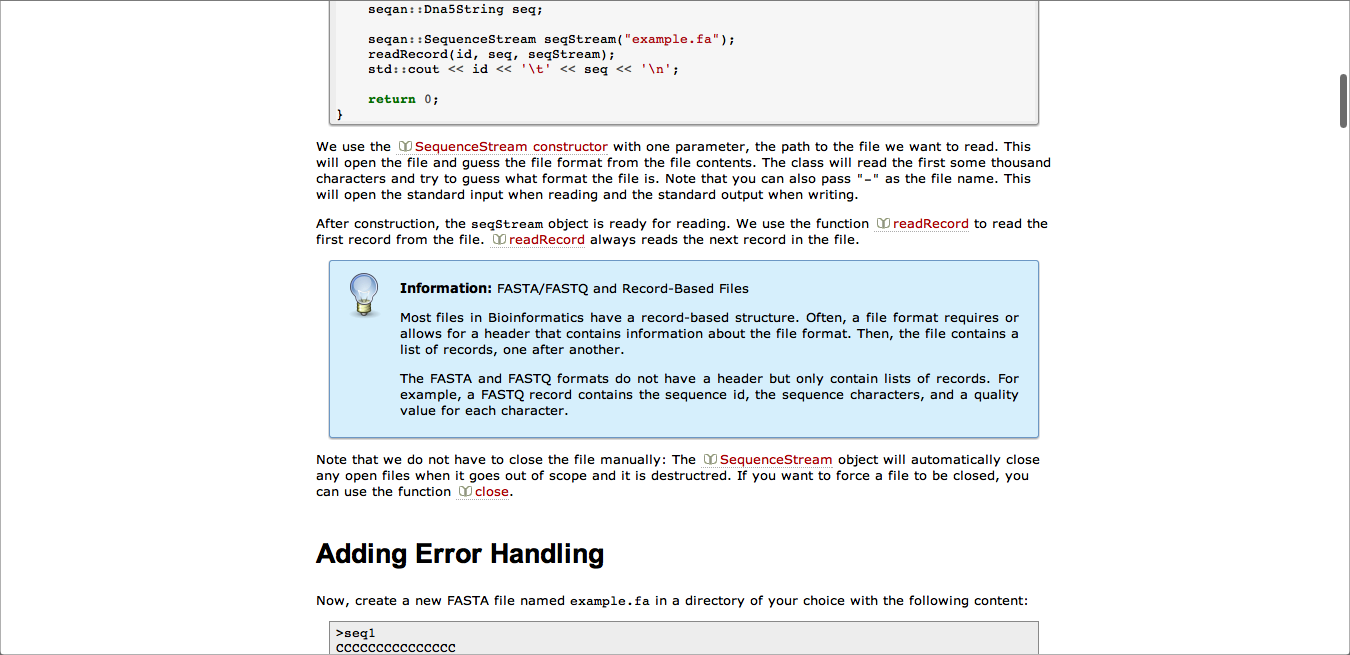 seqan::Dna5String seq;
seqan::SequenceStream seqStream("example.fa");
readRecord(id, seq, seqStream);
std::cout << id << '\t' << seq << '\n';
return 0;
}
We use the SequenceStream constructor with one parameter, the path to the file we want to read. This
will open the file and guess the file format from the file contents. The class will read the first some thousand
characters and try to guess what format the file is. Note that you can also pass "-" as the file name. This
will open the standard input when reading and the standard output when writing.
After construction, the seqStream object is ready for reading. We use the function readRecord to read the
first record from the file. readRecord always reads the next record in the file.
Information: FASTA/FASTQ and Record-Based Files
Most files in Bioinformatics have a record-based structure. Often, a file format requires or
allows for a header that contains information about the file format. Then, the file contains a
list of records, one after another.
The FASTA and FASTQ formats do not have a header but only contain lists of records. For
example, a FASTQ record contains the sequence id, the sequence characters, and a quality
value for each character.
Note that we do not have to close the file manually: The SequenceStream object will automatically close
any open files when it goes out of scope and it is destructred. If you want to force a file to be closed, you
can use the function close.
Adding Error Handling
Now, create a new FASTA file named example.fa in a directory of your choice with the following content:
>seq1
CCCCCCCCCCCCCCC